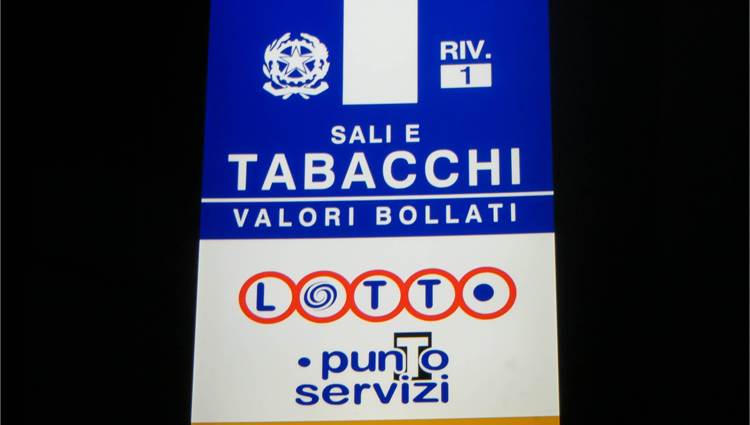 RIV.
1
SALI E
TABACCHI
VALORI BOLLATI
LOTTO
punTo
servizi